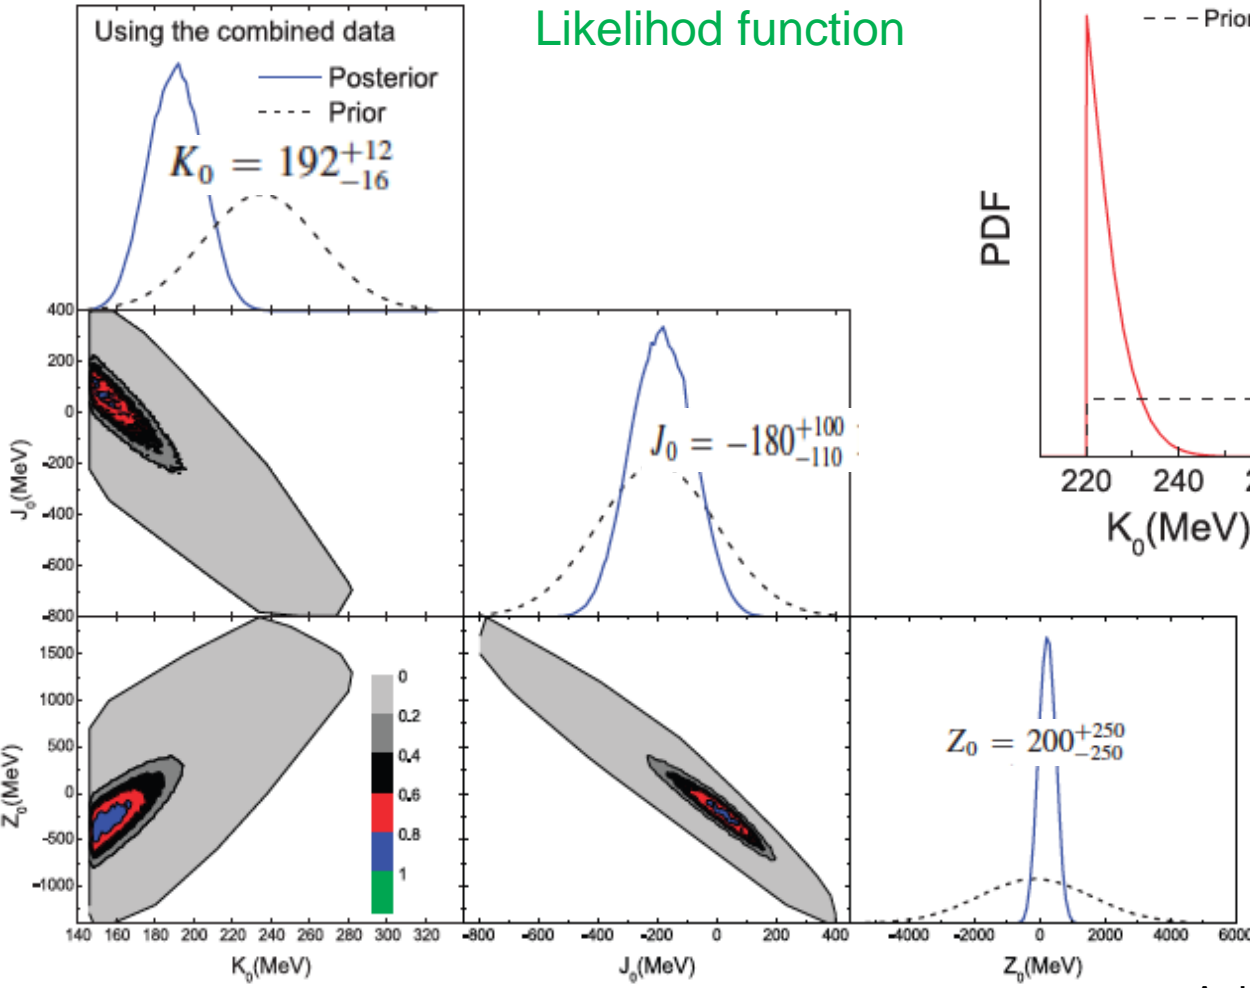 Likelihod function
Using the combined data
Posterior
Prior
K₀ = 192⁺¹²₋₁₆
400
200
0
-200
-400
-600
-800
J₀(MeV)
J₀ = −180⁺¹⁰⁰₋₁₁₀
1500
1000
500
0
-500
-1000
Z₀(MeV)
0
0.2
0.4
0.6
0.8
1
Z₀ = 200⁺²⁵⁰₋₂₅₀
140 160 180 200 220 240 260 280 300 320
K₀(MeV)
-800 -600 -400 -200 0 200 400
J₀(MeV)
-4000 -2000 0 2000 4000 6000
Z₀(MeV)
Prior
PDF
220 240
K₀(MeV)